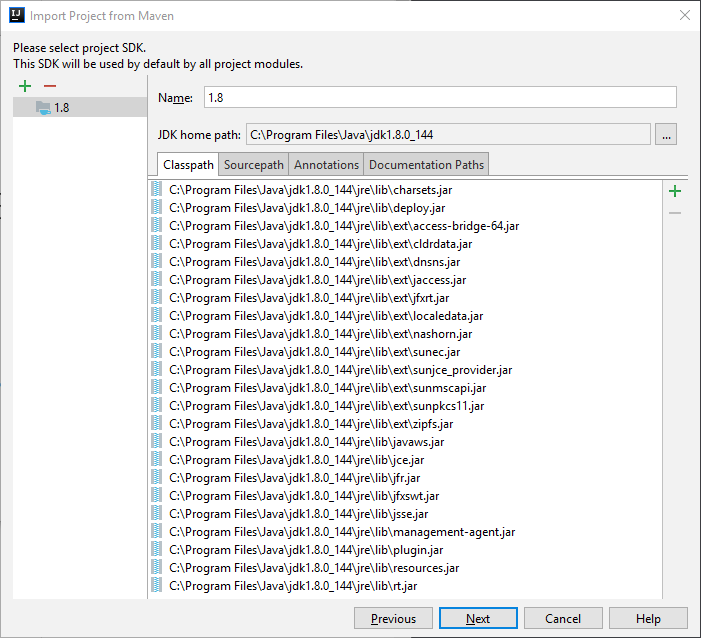 Import Project from Maven
Please select project SDK.
This SDK will be used by default by all project modules.
1.8
Name: 1.8
JDK home path: C:\Program Files\Java\jdk1.8.0_144 ...
Classpath Sourcepath Annotations Documentation Paths
C:\Program Files\Java\jdk1.8.0_144\jre\lib\charsets.jar
C:\Program Files\Java\jdk1.8.0_144\jre\lib\deploy.jar
C:\Program Files\Java\jdk1.8.0_144\jre\lib\ext\access-bridge-64.jar
C:\Program Files\Java\jdk1.8.0_144\jre\lib\ext\cldrdata.jar
C:\Program Files\Java\jdk1.8.0_144\jre\lib\ext\dnsns.jar
C:\Program Files\Java\jdk1.8.0_144\jre\lib\ext\jaccess.jar
C:\Program Files\Java\jdk1.8.0_144\jre\lib\ext\jfxrt.jar
C:\Program Files\Java\jdk1.8.0_144\jre\lib\ext\localedata.jar
C:\Program Files\Java\jdk1.8.0_144\jre\lib\ext\nashorn.jar
C:\Program Files\Java\jdk1.8.0_144\jre\lib\ext\sunec.jar
C:\Program Files\Java\jdk1.8.0_144\jre\lib\ext\sunjce_provider.jar
C:\Program Files\Java\jdk1.8.0_144\jre\lib\ext\sunmscapi.jar
C:\Program Files\Java\jdk1.8.0_144\jre\lib\ext\sunpkcs11.jar
C:\Program Files\Java\jdk1.8.0_144\jre\lib\ext\zipfs.jar
C:\Program Files\Java\jdk1.8.0_144\jre\lib\javaws.jar
C:\Program Files\Java\jdk1.8.0_144\jre\lib\jce.jar
C:\Program Files\Java\jdk1.8.0_144\jre\lib\jfr.jar
C:\Program Files\Java\jdk1.8.0_144\jre\lib\jfxswt.jar
C:\Program Files\Java\jdk1.8.0_144\jre\lib\jsse.jar
C:\Program Files\Java\jdk1.8.0_144\jre\lib\management-agent.jar
C:\Program Files\Java\jdk1.8.0_144\jre\lib\plugin.jar
C:\Program Files\Java\jdk1.8.0_144\jre\lib\resources.jar
C:\Program Files\Java\jdk1.8.0_144\jre\lib\rt.jar
Previous Next Cancel Help